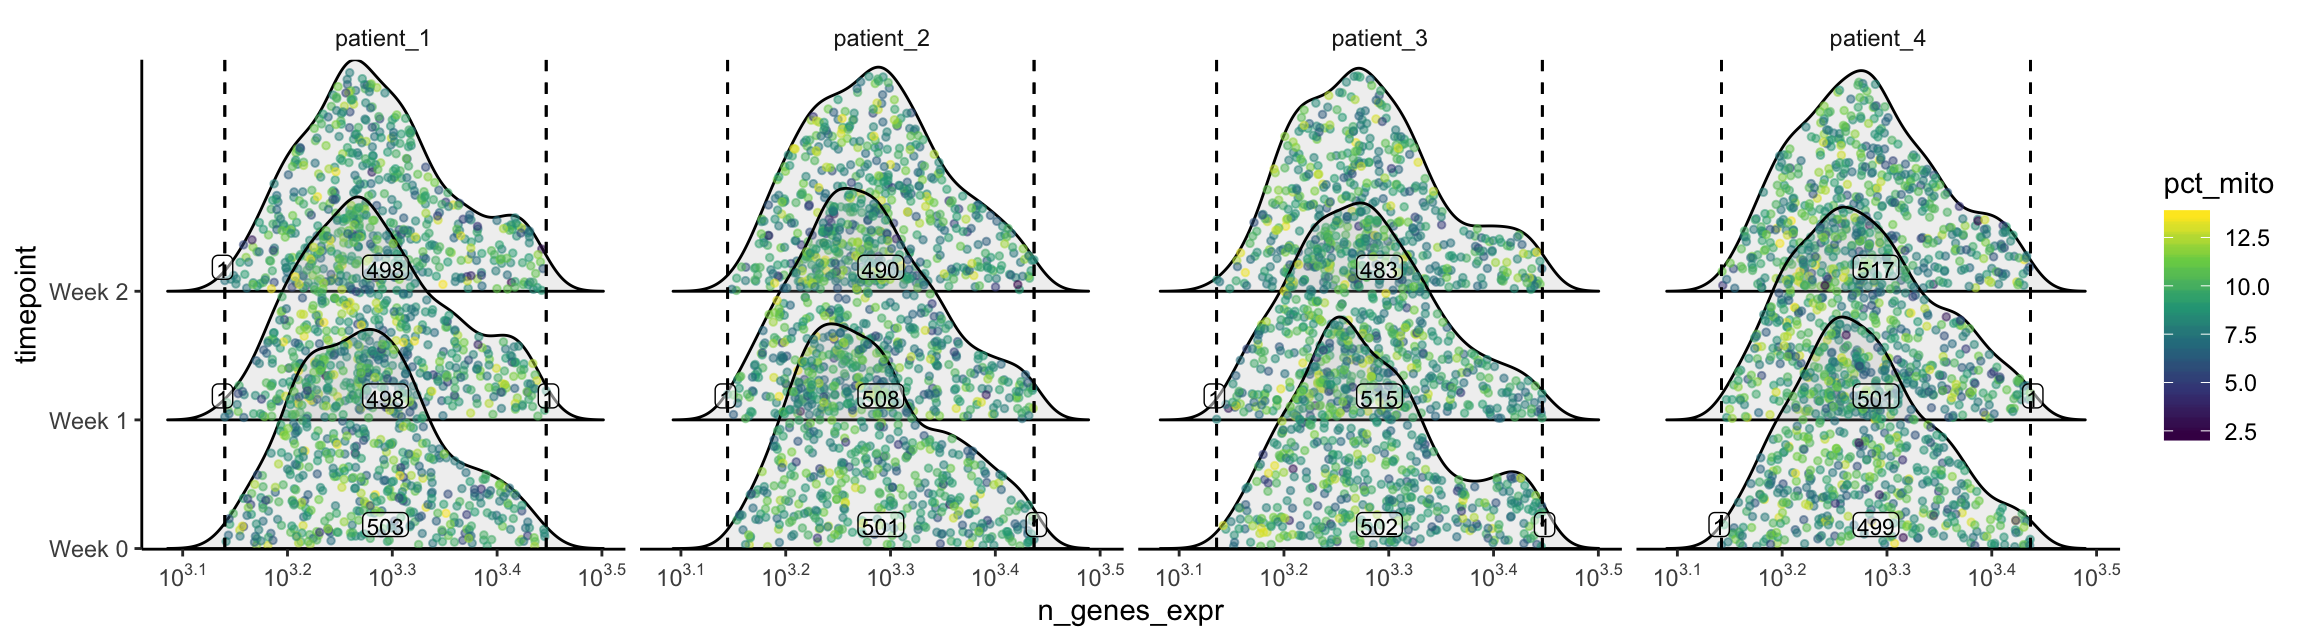 patient_1 patient_2 patient_3 patient_4
timepoint
Week 2
1 498 490 483 517
Week 1
1 498 1 1 508 1 515 501 1
Week 0
503 501 1 502 1 1 499
10^3.1 10^3.2 10^3.3 10^3.4 10^3.5 10^3.1 10^3.2 10^3.3 10^3.4 10^3.5 10^3.1 10^3.2 10^3.3 10^3.4 10^3.5 10^3.1 10^3.2 10^3.3 10^3.4 10^3.5
n_genes_expr
pct_mito
12.5
10.0
7.5
5.0
2.5